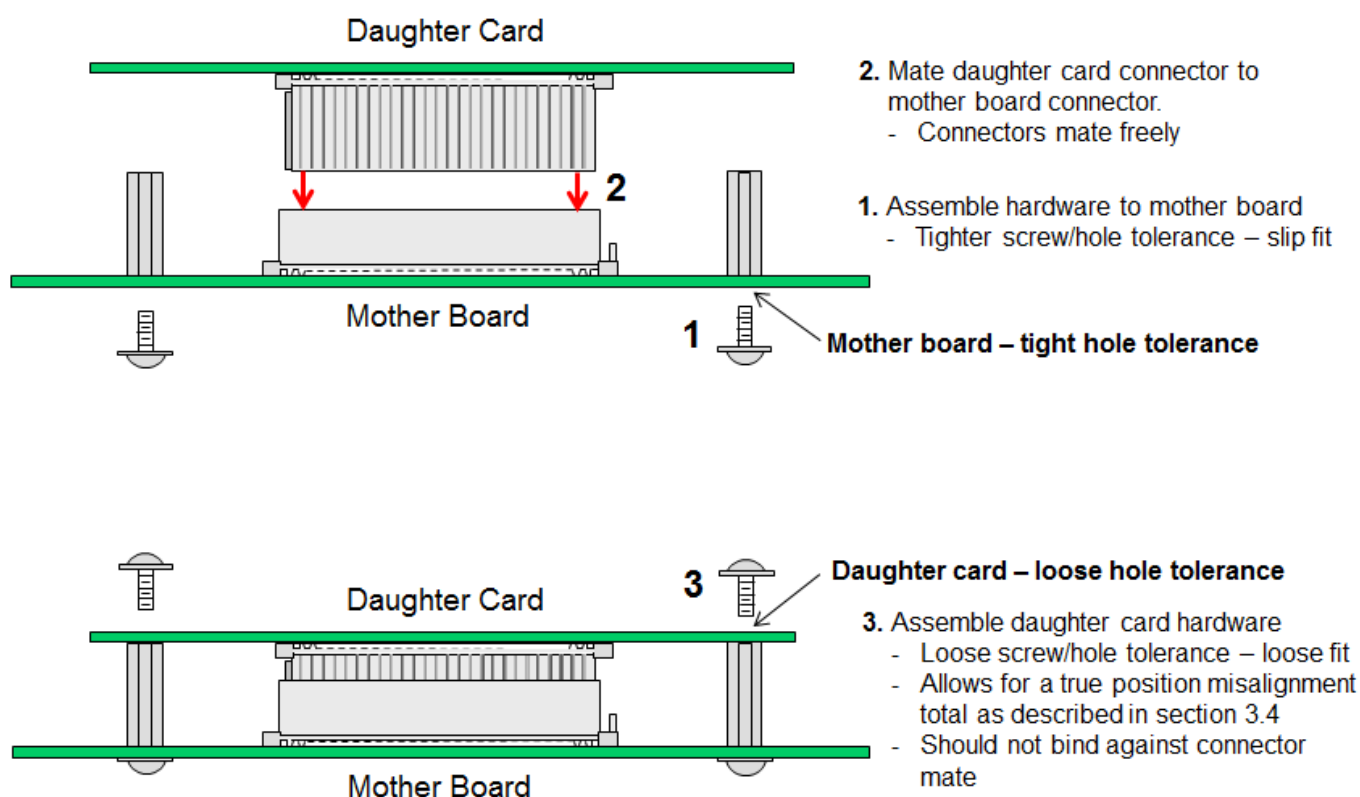 Daughter Card
2. Mate daughter card connector to
mother board connector.
- Connectors mate freely
2
1. Assemble hardware to mother board
- Tighter screw/hole tolerance – slip fit
Mother Board
1
Mother board – tight hole tolerance
3
Daughter card – loose hole tolerance
Daughter Card
3. Assemble daughter card hardware
- Loose screw/hole tolerance – loose fit
- Allows for a true position misalignment
total as described in section 3.4
- Should not bind against connector
mate
Mother Board